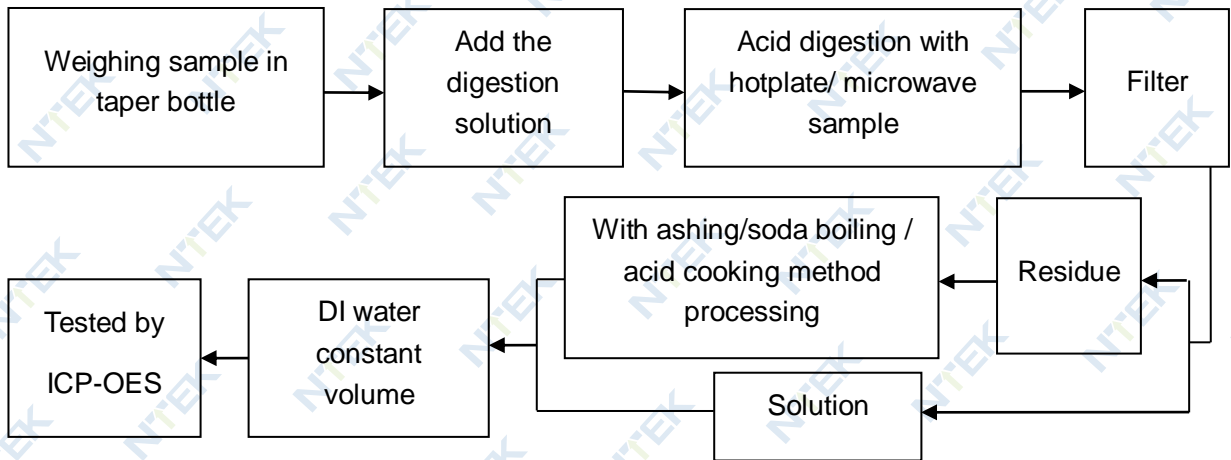 Weighing sample in
taper bottle
Add the
digestion
solution
Acid digestion with
hotplate/ microwave
sample
Filter
With ashing/soda boiling /
acid cooking method
processing
Residue
Tested by
ICP-OES
DI water
constant
volume
Solution
NTEK